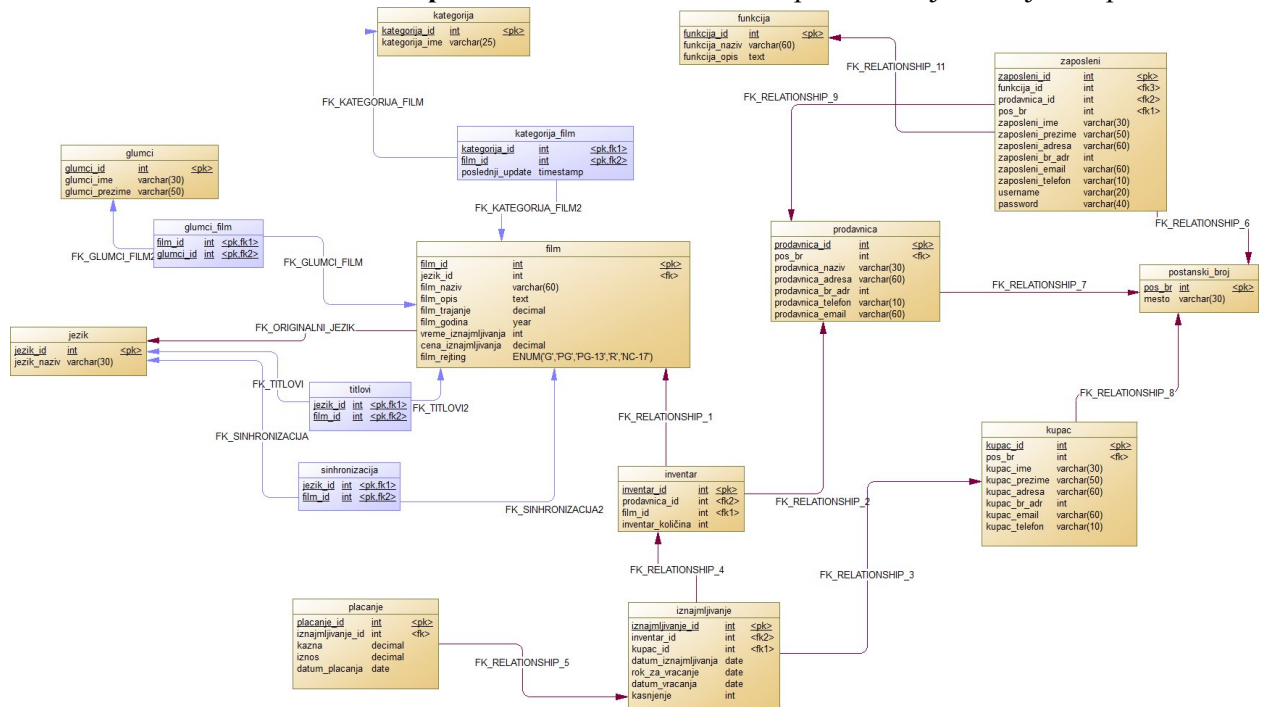 kategorija
kategorija_id int <pk>
kategorija_ime varchar(25)
funkcija
funkcija_id int <pk>
funkcija_naziv varchar(60)
funkcija_opis text
zaposleni
zaposleni_id int <pk>
funkcija_id int <fk3>
prodavnica_id int <fk2>
pos_br int <fk1>
zaposleni_ime varchar(30)
zaposleni_prezime varchar(50)
zaposleni_adresa varchar(60)
zaposleni_br_adr int
zaposleni_email varchar(60)
zaposleni_telefon varchar(10)
username varchar(20)
password varchar(40)
FK_RELATIONSHIP_11
FK_RELATIONSHIP_9
FK_KATEGORIJA_FILM
kategorija_film
kategorija_id int <pk,fk1>
film_id int <pk,fk2>
poslednji_update timestamp
glumci
glumci_id int <pk>
glumci_ime varchar(30)
glumci_prezime varchar(50)
FK_KATEGORIJA_FILM2
glumci_film
film_id int <pk,fk1>
glumci_id int <pk,fk2>
FK_GLUMCI_FILM2
FK_GLUMCI_FILM
film
film_id int <pk>
jezik_id int <fk>
film_naziv varchar(60)
film_opis text
film_trajanje decimal
film_godina year
vreme_iznajmljivanja int
cena_iznajmljivanja decimal
film_rejting ENUM('G','PG','PG-13','R','NC-17')
prodavnica
prodavnica_id int <pk>
pos_br int <fk>
prodavnica_naziv varchar(30)
prodavnica_adresa varchar(60)
prodavnica_br_adr int
prodavnica_telefon varchar(10)
prodavnica_email varchar(60)
FK_RELATIONSHIP_6
postanski_broj
pos_br int <pk>
mesto varchar(30)
FK_RELATIONSHIP_7
FK_ORIGINALNI_JEZIK
jezik
jezik_id int <pk>
jezik_naziv varchar(30)
FK_TITLOVI
titlovi
jezik_id int <pk,fk1>
film_id int <pk,fk2>
FK_TITLOVI2
FK_RELATIONSHIP_8
FK_RELATIONSHIP_1
FK_SINHRONIZACIJA
sinhronizacija
jezik_id int <pk,fk1>
film_id int <pk,fk2>
FK_SINHRONIZACIJA2
inventar
inventar_id int <pk>
prodavnica_id int <fk2>
film_id int <fk1>
inventar_količina int
FK_RELATIONSHIP_2
kupac
kupac_id int <pk>
pos_br int <fk>
kupac_ime varchar(30)
kupac_prezime varchar(50)
kupac_adresa varchar(60)
kupac_br_adr int
kupac_email varchar(60)
kupac_telefon varchar(10)
FK_RELATIONSHIP_4
FK_RELATIONSHIP_3
placanje
placanje_id int <pk>
iznajmljivanje_id int <fk>
kazna decimal
iznos decimal
datum_placanja date
FK_RELATIONSHIP_5
iznajmljivanje
iznajmljivanje_id int <pk>
inventar_id int <fk2>
kupac_id int <fk1>
datum_iznajmljivanja date
rok_za_vracanje date
datum_vracanja date
kasnjenje int